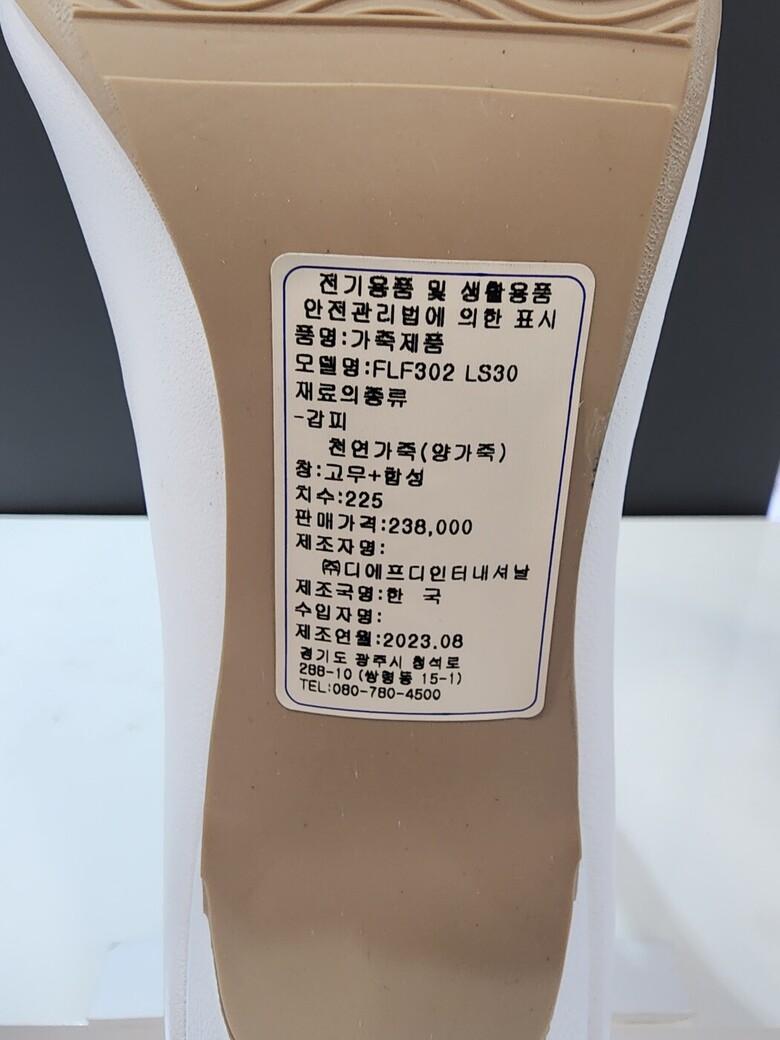 전기용품 및 생활용품
안전관리법에 의한 표시
품명:가죽제품
모델명:FLF302 LS30
재료의종류
-갑피
천연가죽(양가죽)
창:고무+합성
치수:225
판매가격:238,000
제조자명:
㈜디에프디인터내셔날
제조국명:한 국
수입자명:
제조연월:2023.08
경기도 광주시 청석로
288-10 (쌍령동 15-1)
TEL:080-780-4500